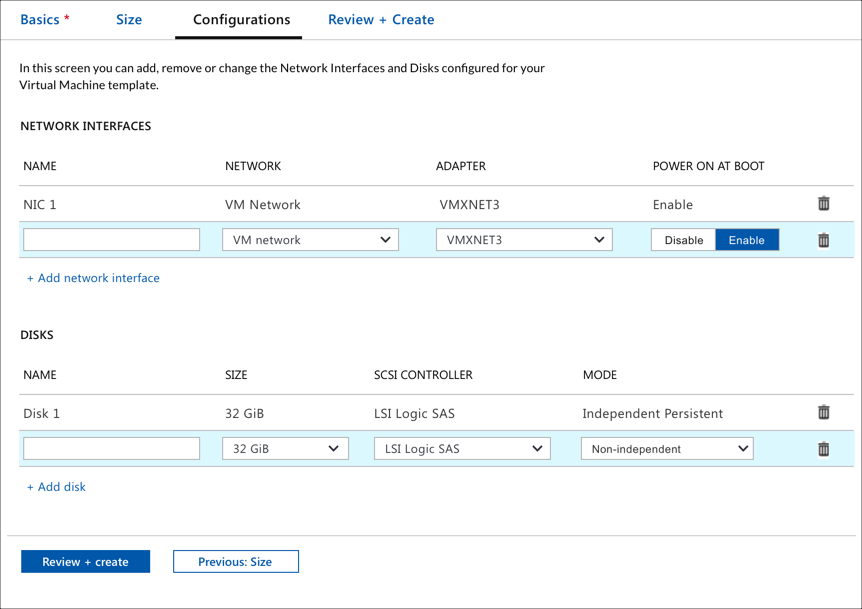 Basics * Size Configurations Review + Create
In this screen you can add, remove or change the Network Interfaces and Disks configured for your
Virtual Machine template.
NETWORK INTERFACES
NAME NETWORK ADAPTER POWER ON AT BOOT
NIC 1 VM Network VMXNET3 Enable
VM network VMXNET3 Disable Enable
+ Add network interface
DISKS
NAME SIZE SCSI CONTROLLER MODE
Disk 1 32 GiB LSI Logic SAS Independent Persistent
32 GiB LSI Logic SAS Non-independent
+ Add disk
Review + create Previous: Size